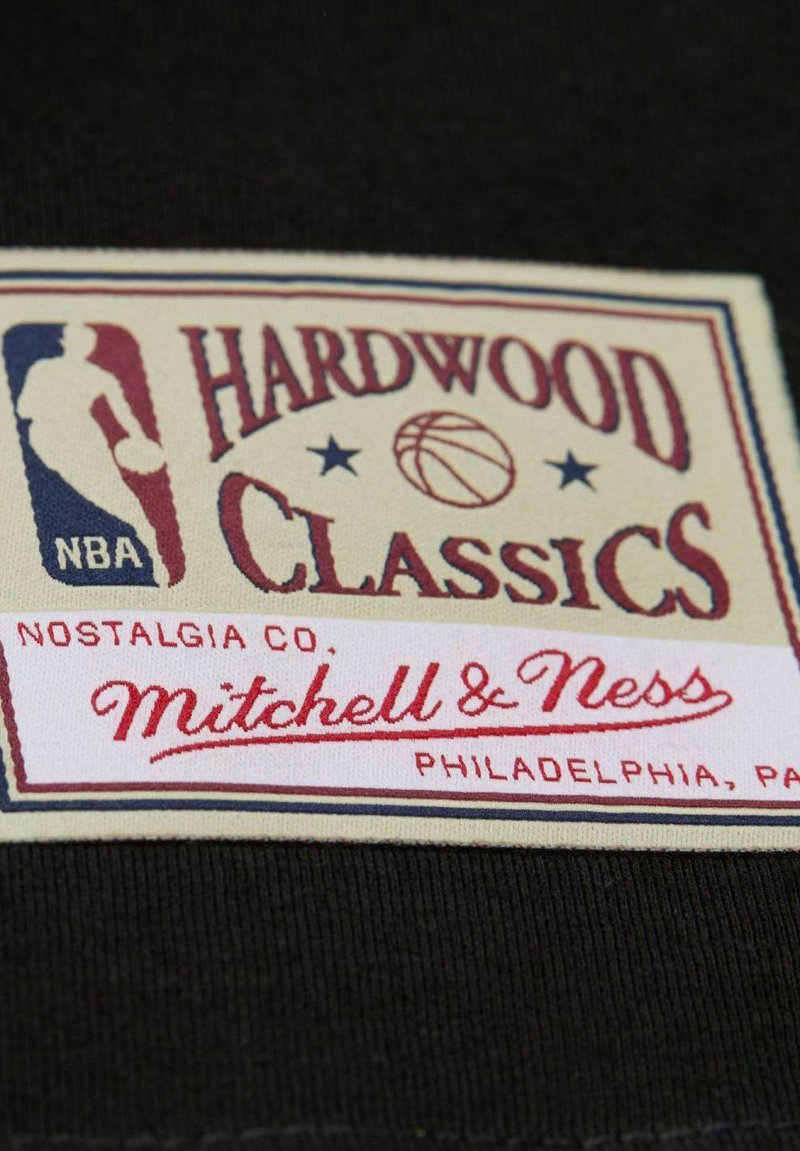 HARDWOOD
CLASSICS
NBA
NOSTALGIA CO.
Mitchell & Ness
PHILADELPHIA, PA